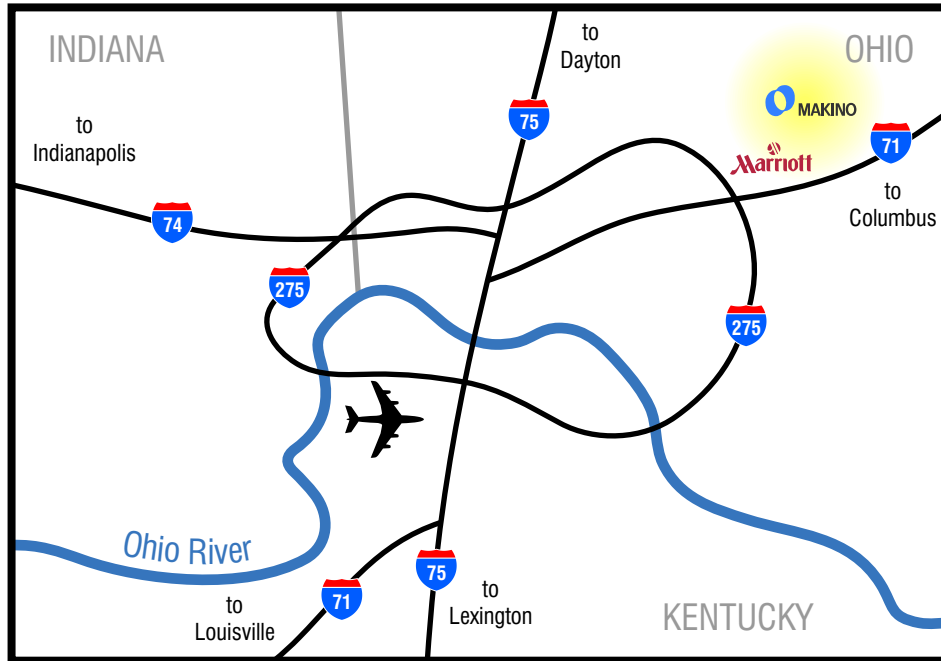 INDIANA
OHIO
to
Dayton
MAKINO
75
71
Marriott
to
Indianapolis
to
Columbus
74
275
275
Ohio River
75
71
to
Louisville
to
Lexington
KENTUCKY